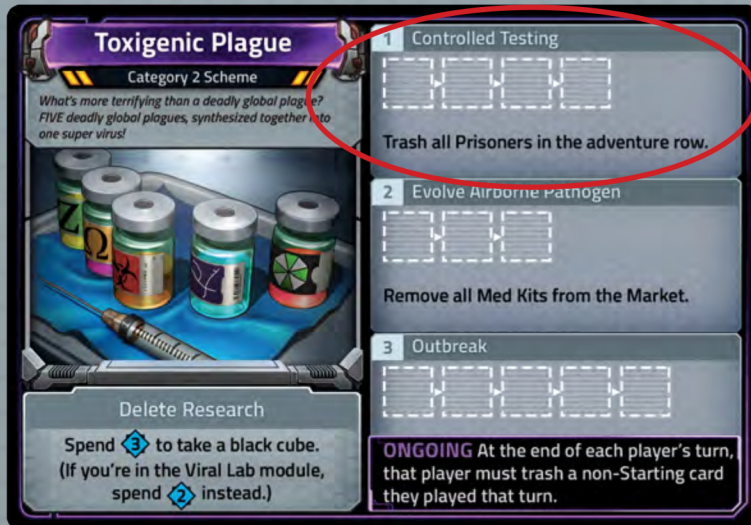 Toxigenic Plague
Category 2 Scheme
What's more terrifying than a deadly global plague?
FIVE deadly global plagues, synthesized together into
one super virus!
Z
Ω
Delete Research
Spend 3 to take a black cube.
(If you're in the Viral Lab module,
spend 2 instead.)
1 Controlled Testing
Trash all Prisoners in the adventure row.
2 Evolve Airborne Pathogen
Remove all Med Kits from the Market.
3 Outbreak
ONGOING At the end of each player's turn,
that player must trash a non-Starting card
they played that turn.